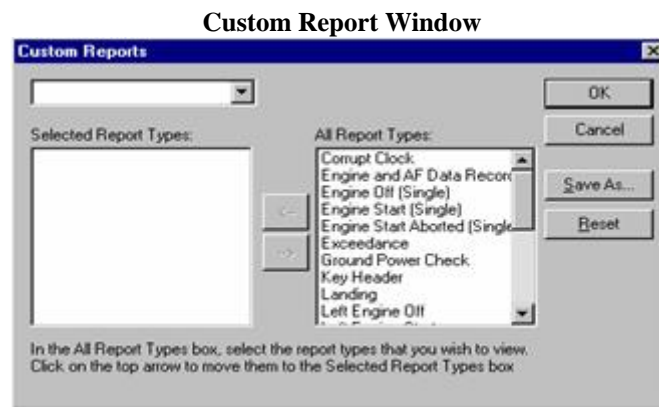 Custom Report Window
Custom Reports
OK
Selected Report Types:
All Report Types:
Cancel
Corrupt Clock
Engine and AF Data Record
Engine Off (Single)
Engine Start (Single)
Engine Start Aborted (Single
Exceedance
Ground Power Check
Key Header
Landing
Left Engine Off
Save As...
Reset
In the All Report Types box, select the report types that you wish to view.
Click on the top arrow to move them to the Selected Report Types box